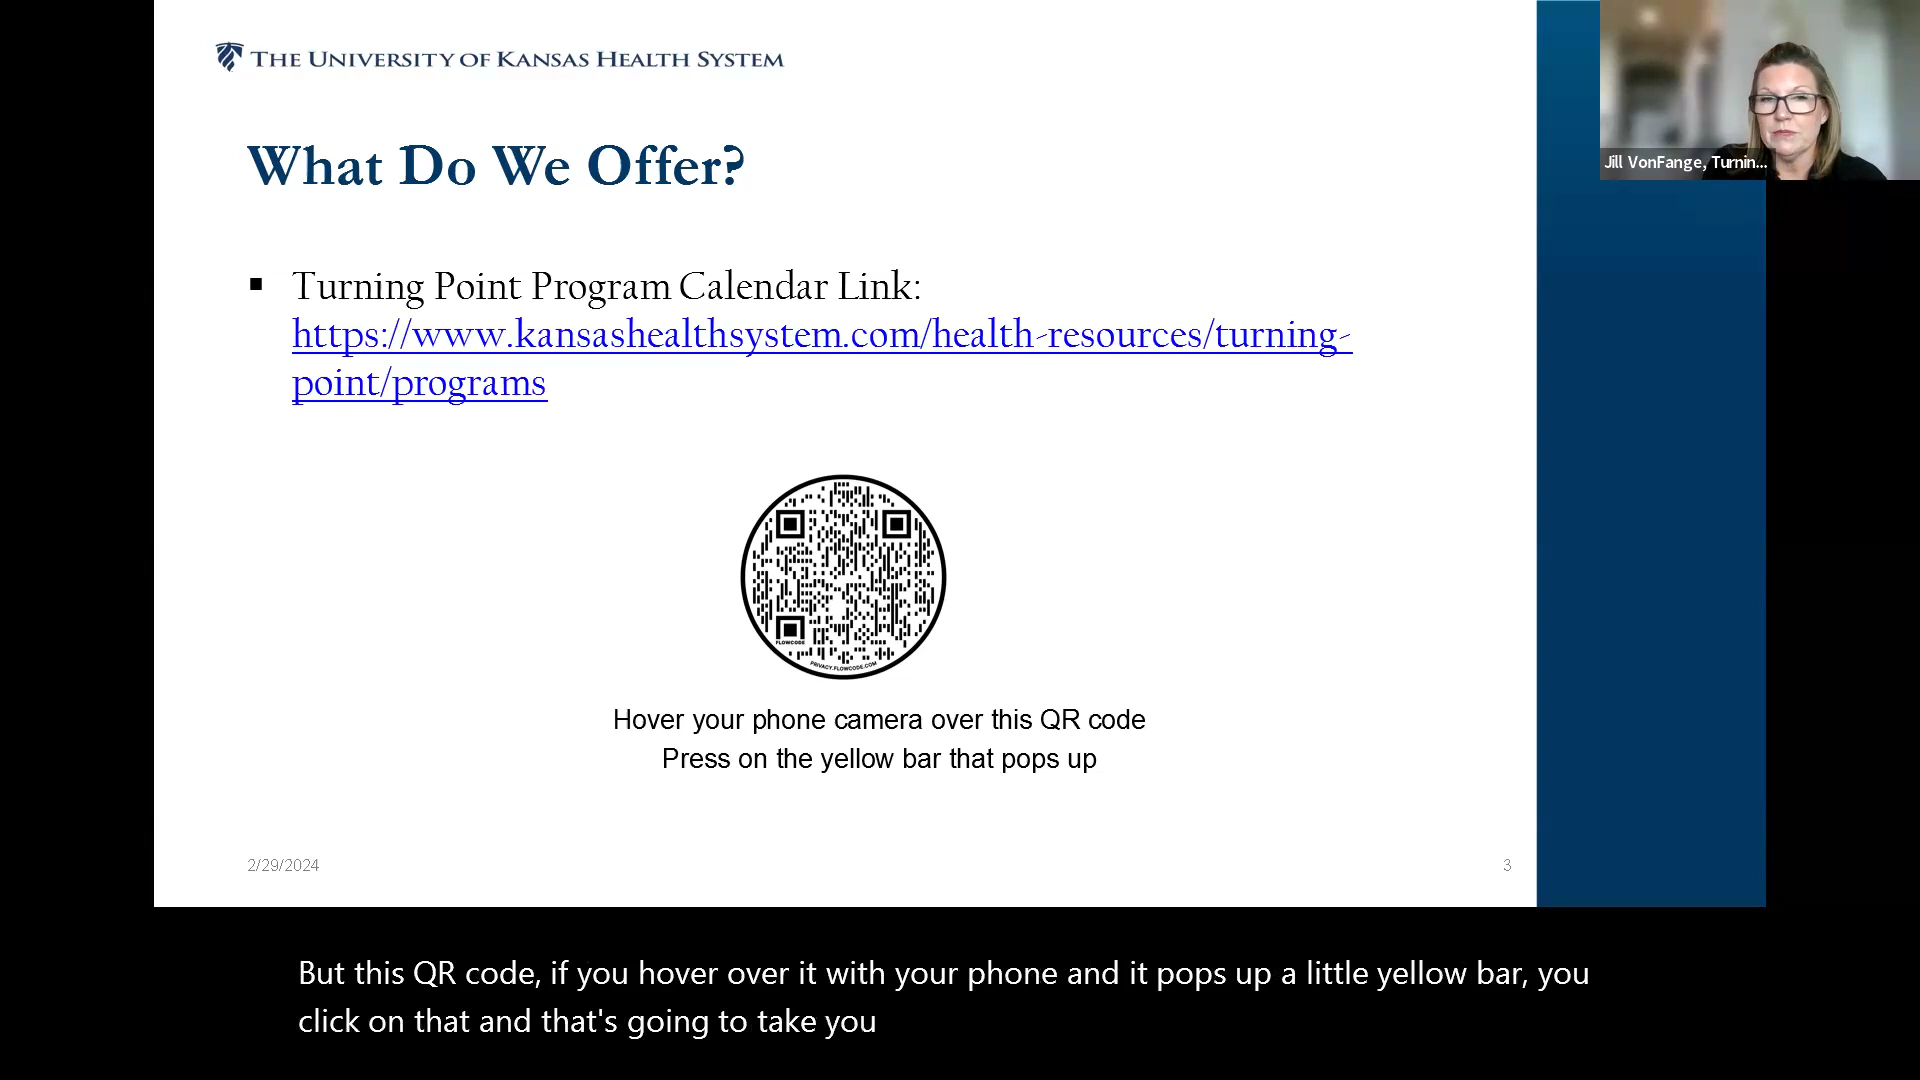 THE UNIVERSITY OF KANSAS HEALTH SYSTEM
Jill VonFange, Turnin...
What Do We Offer?
▪ Turning Point Program Calendar Link:
https://www.kansashealthsystem.com/health-resources/turning-
point/programs
FLOWCODE
PRIVACY.FLOWCODE.COM
Hover your phone camera over this QR code
Press on the yellow bar that pops up
2/29/2024
3
But this QR code, if you hover over it with your phone and it pops up a little yellow bar, you
click on that and that's going to take you